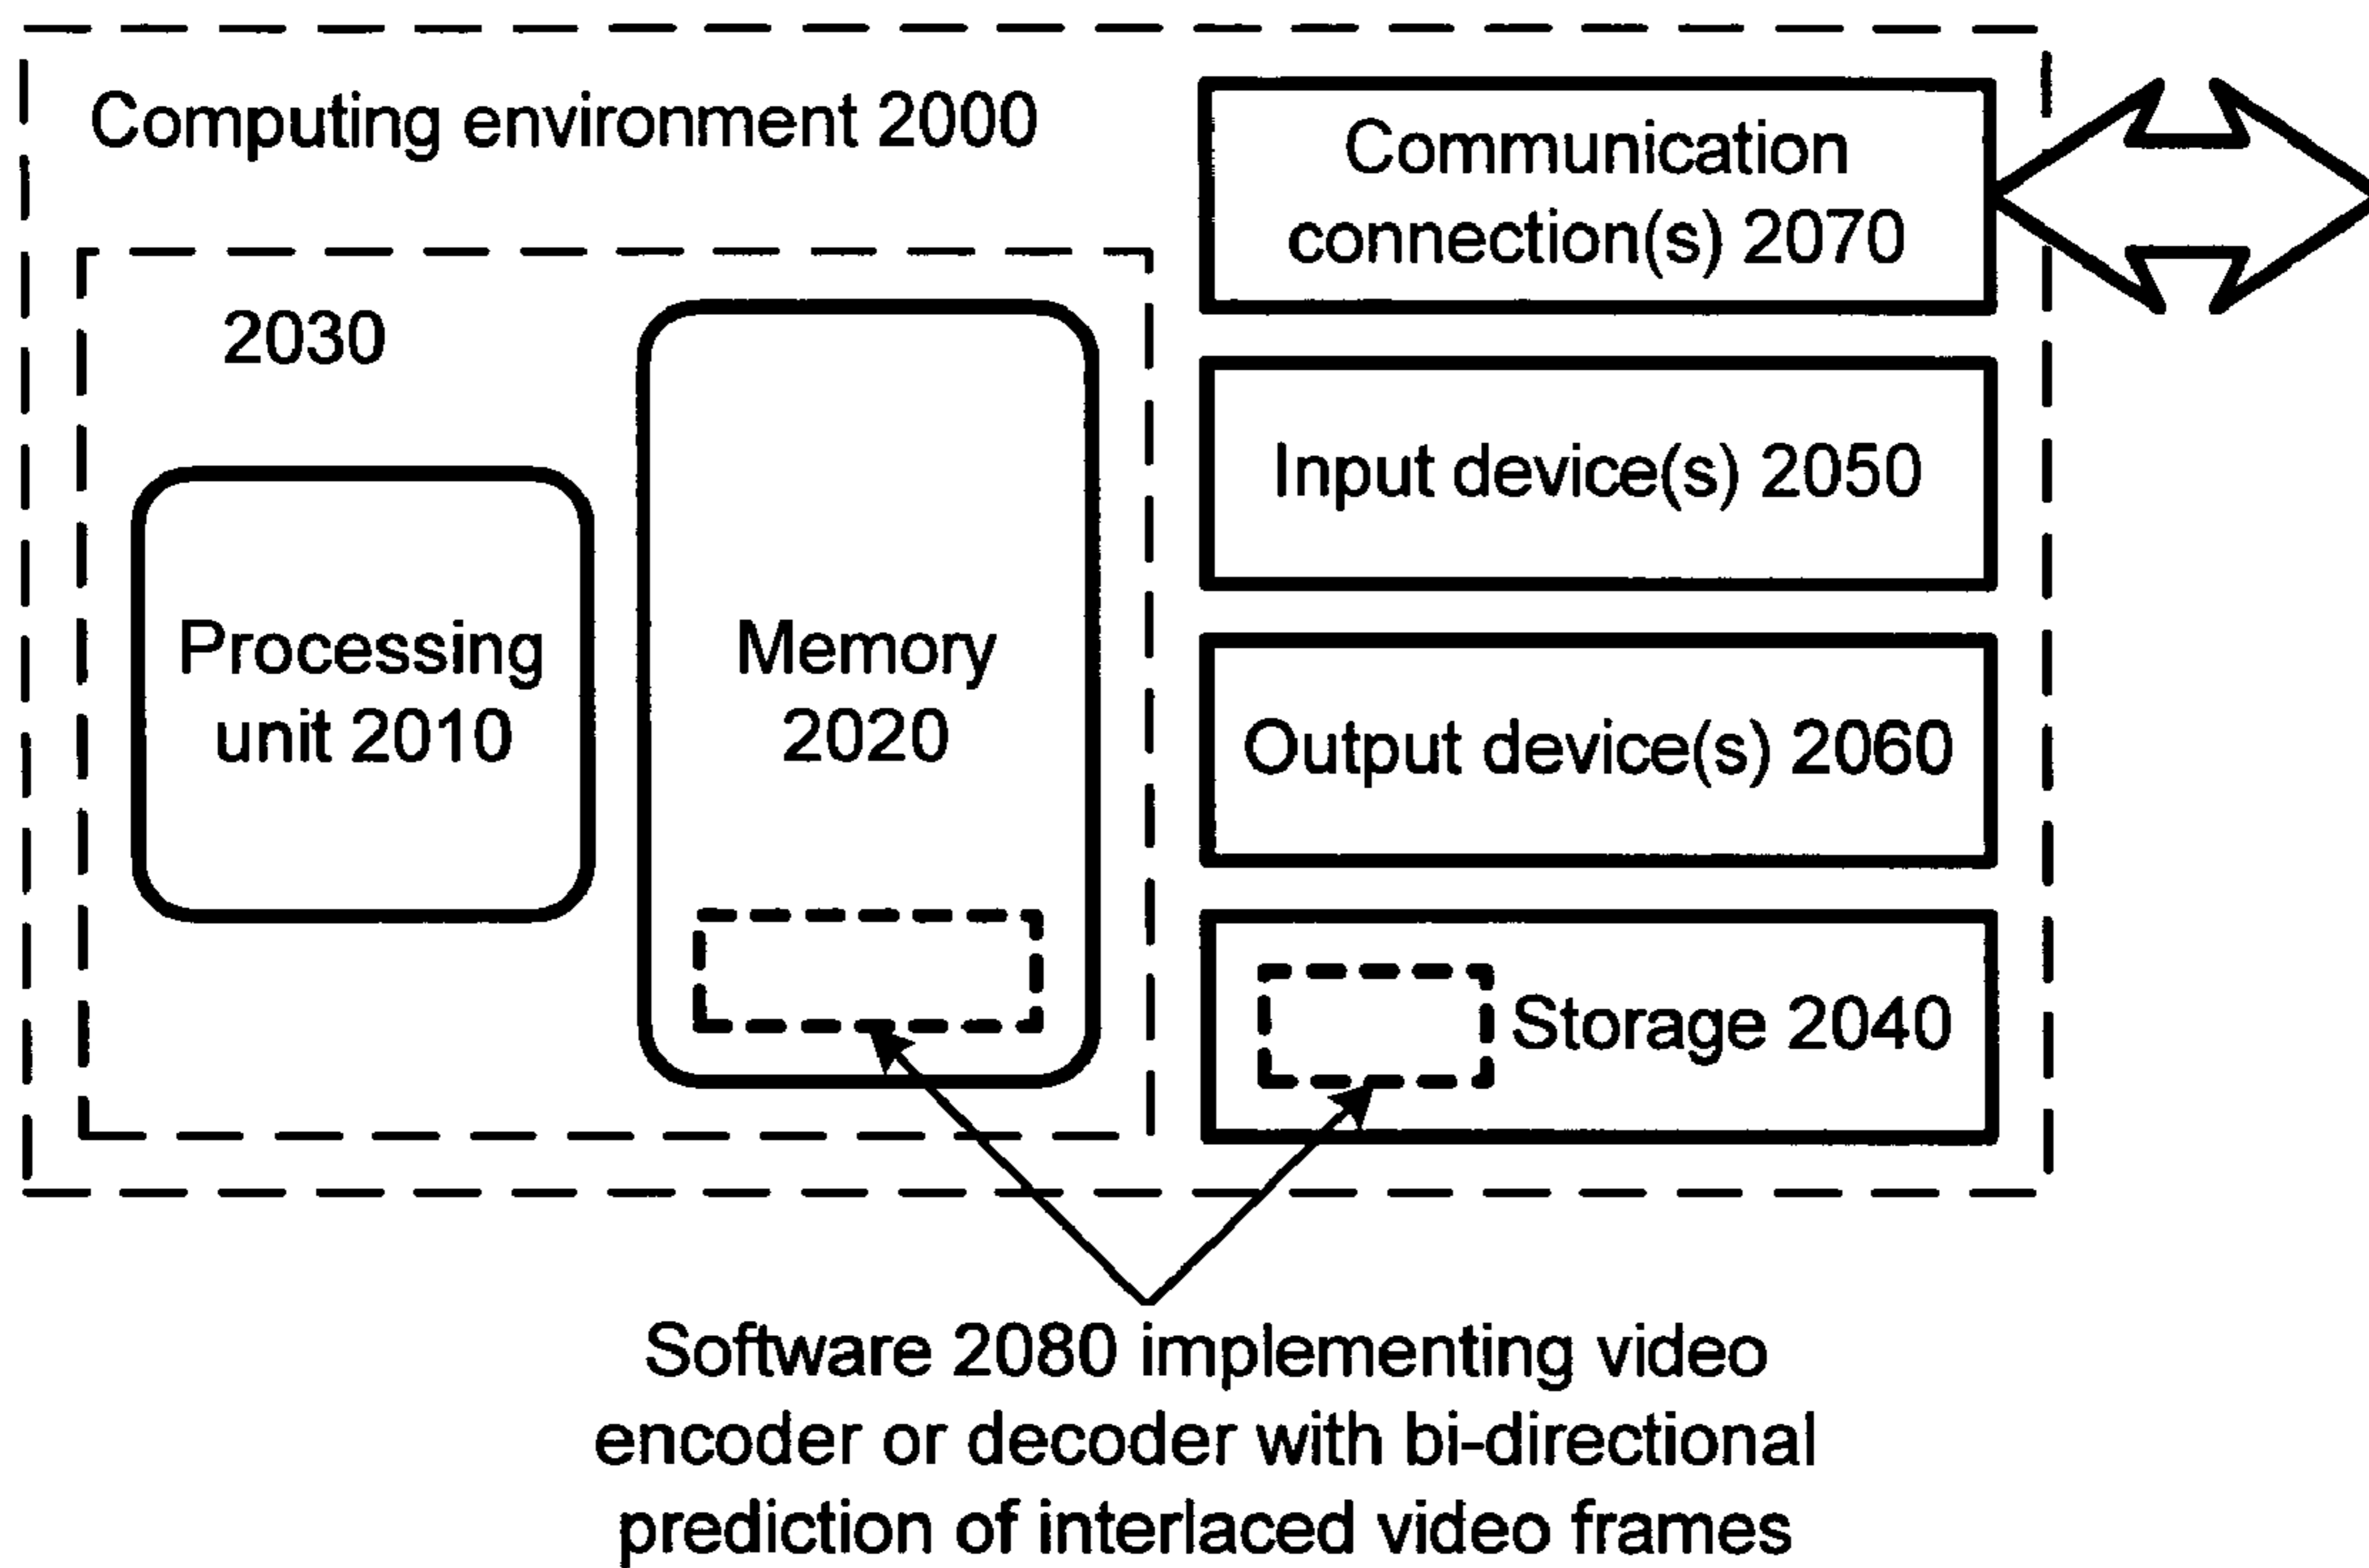 Computing environment 2000
Communication
connection(s) 2070
2030
Input device(s) 2050
Processing
unit 2010
Memory
2020
Output device(s) 2060
Storage 2040
Software 2080 implementing video
encoder or decoder with bi-directional
prediction of interlaced video frames